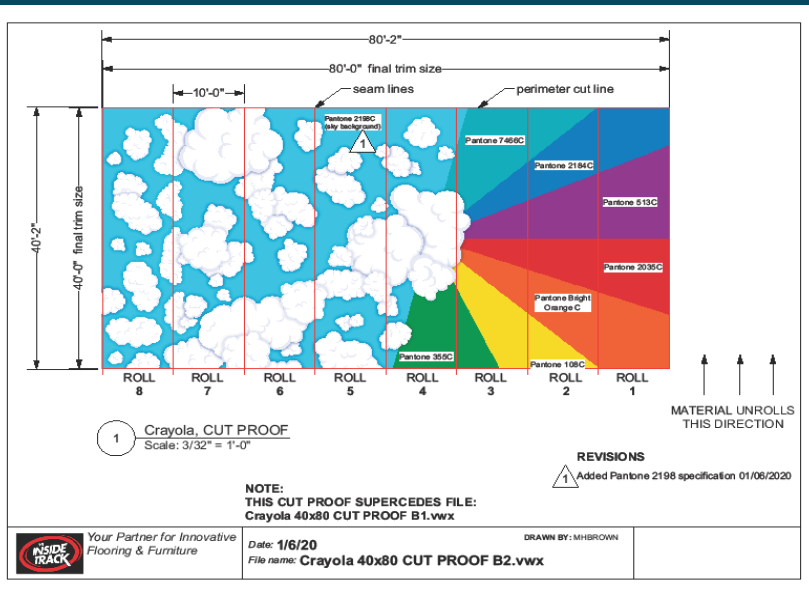 80'-2"
80'-0" final trim size
10'-0"
seam lines
perimeter cut line
40'-2"
40'-0" final trim size
Pantone 2198C
(sky background)
1
Pantone 7466C
Pantone 2184C
Pantone 513C
Pantone 2035C
Pantone Bright
Orange C
Pantone 355C
Pantone 108C
ROLL
8
ROLL
7
ROLL
6
ROLL
5
ROLL
4
ROLL
3
ROLL
2
ROLL
1
MATERIAL UNROLLS
THIS DIRECTION
1
Crayola, CUT PROOF
Scale: 3/32" = 1'-0"
REVISIONS
1 Added Pantone 2198 specification 01/06/2020
NOTE:
THIS CUT PROOF SUPERCEDES FILE:
Crayola 40x80 CUT PROOF B1.vwx
INSIDE
TRACK
Your Partner for Innovative
Flooring & Furniture
Date: 1/6/20
DRAWN BY: MHBROWN
File name: Crayola 40x80 CUT PROOF B2.vwx